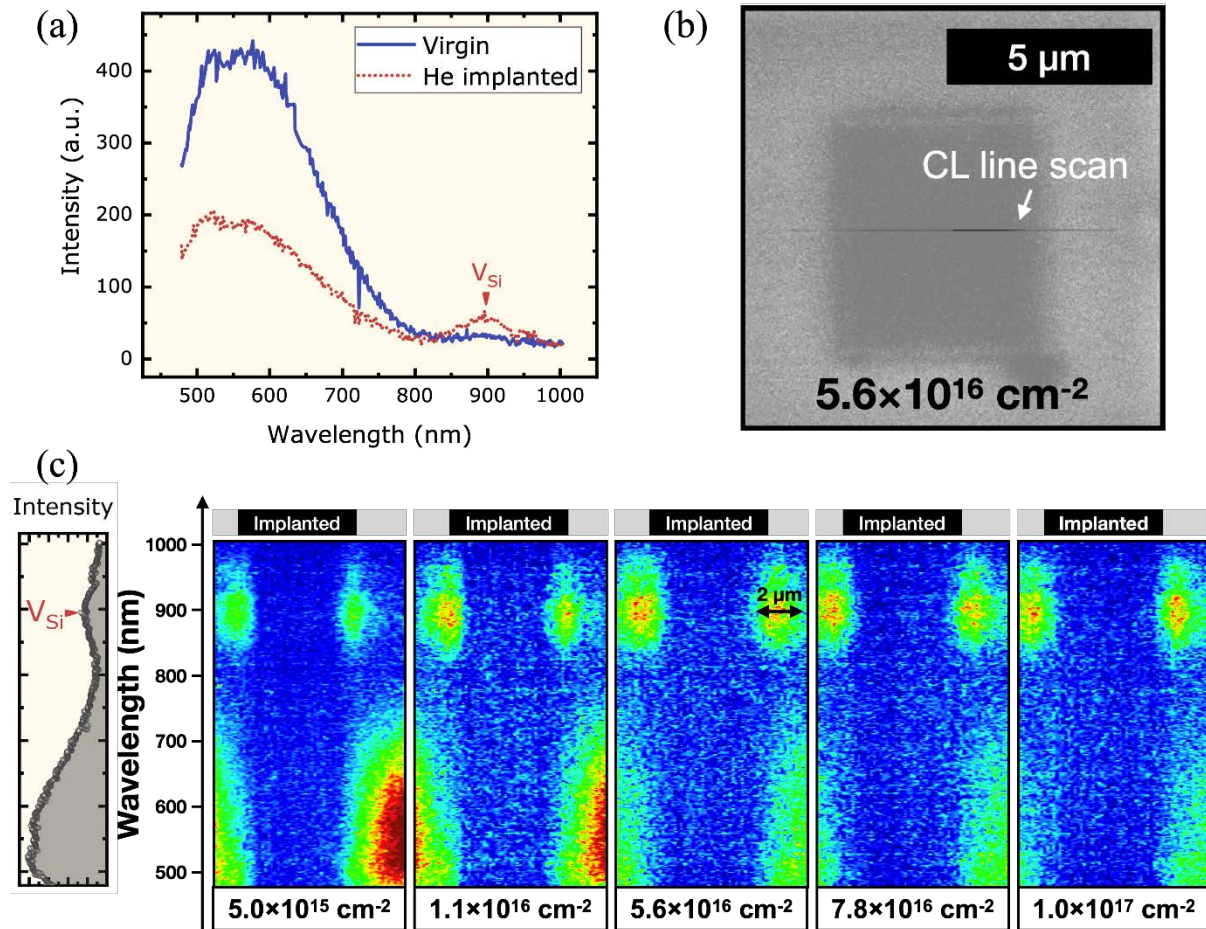 (a)
Virgin
He implanted
V_Si
Intensity (a.u.)
400
300
200
100
0
500 600 700 800 900 1000
Wavelength (nm)
(b)
5 µm
CL line scan
5.6×10¹⁶ cm⁻²
(c)
Intensity
V_Si
Wavelength (nm)
1000
900
800
700
600
500
Implanted Implanted Implanted Implanted Implanted
2 µm
5.0×10¹⁵ cm⁻² 1.1×10¹⁶ cm⁻² 5.6×10¹⁶ cm⁻² 7.8×10¹⁶ cm⁻² 1.0×10¹⁷ cm⁻²